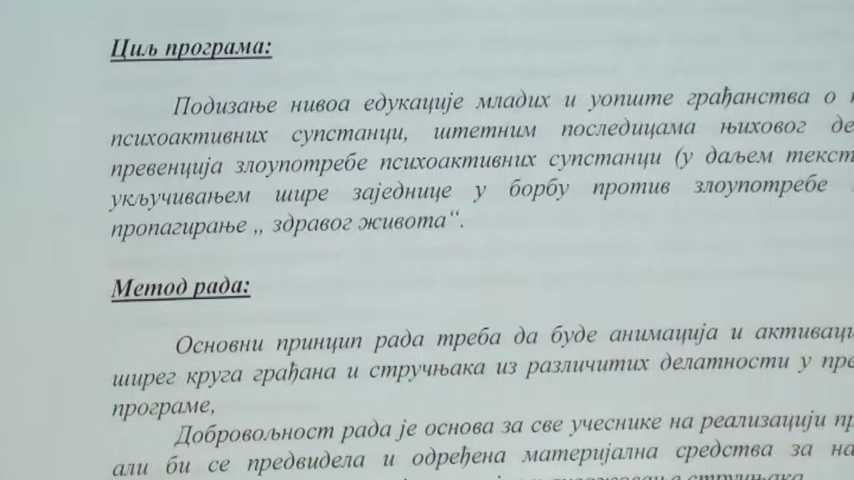 Циљ програма:
Подизање нивоа едукације младих и уопште грађанства о
психоактивних супстанци, штетним последицама њиховог
превенција злоупотребе психоактивних супстанци (у даљем
укључивањем шире заједнице у борбу против злоупотребе
пропагирање ,, здравог живота“.
Метод рада:
Основни принцип рада треба да буде анимација и
ширег круга грађана и стручњака из различитих делатности у
програме,
Добровољност рада је основа за све учеснике на реализацији
али би се предвидела и одређена материјална средства за
стручњака